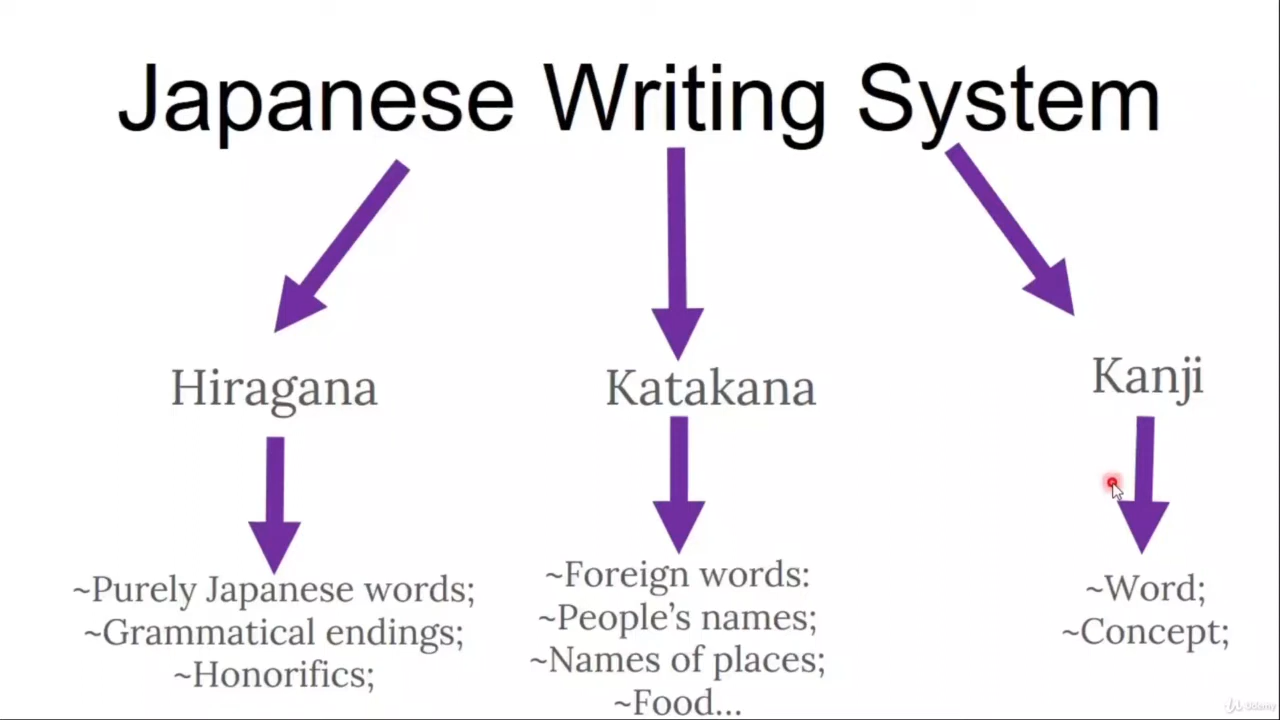 Japanese Writing System
Hiragana
Katakana
Kanji
~Purely Japanese words;
~Grammatical endings;
~Honorifics;
~Foreign words:
~People’s names;
~Names of places;
~Food...
~Word;
~Concept;
Udemy